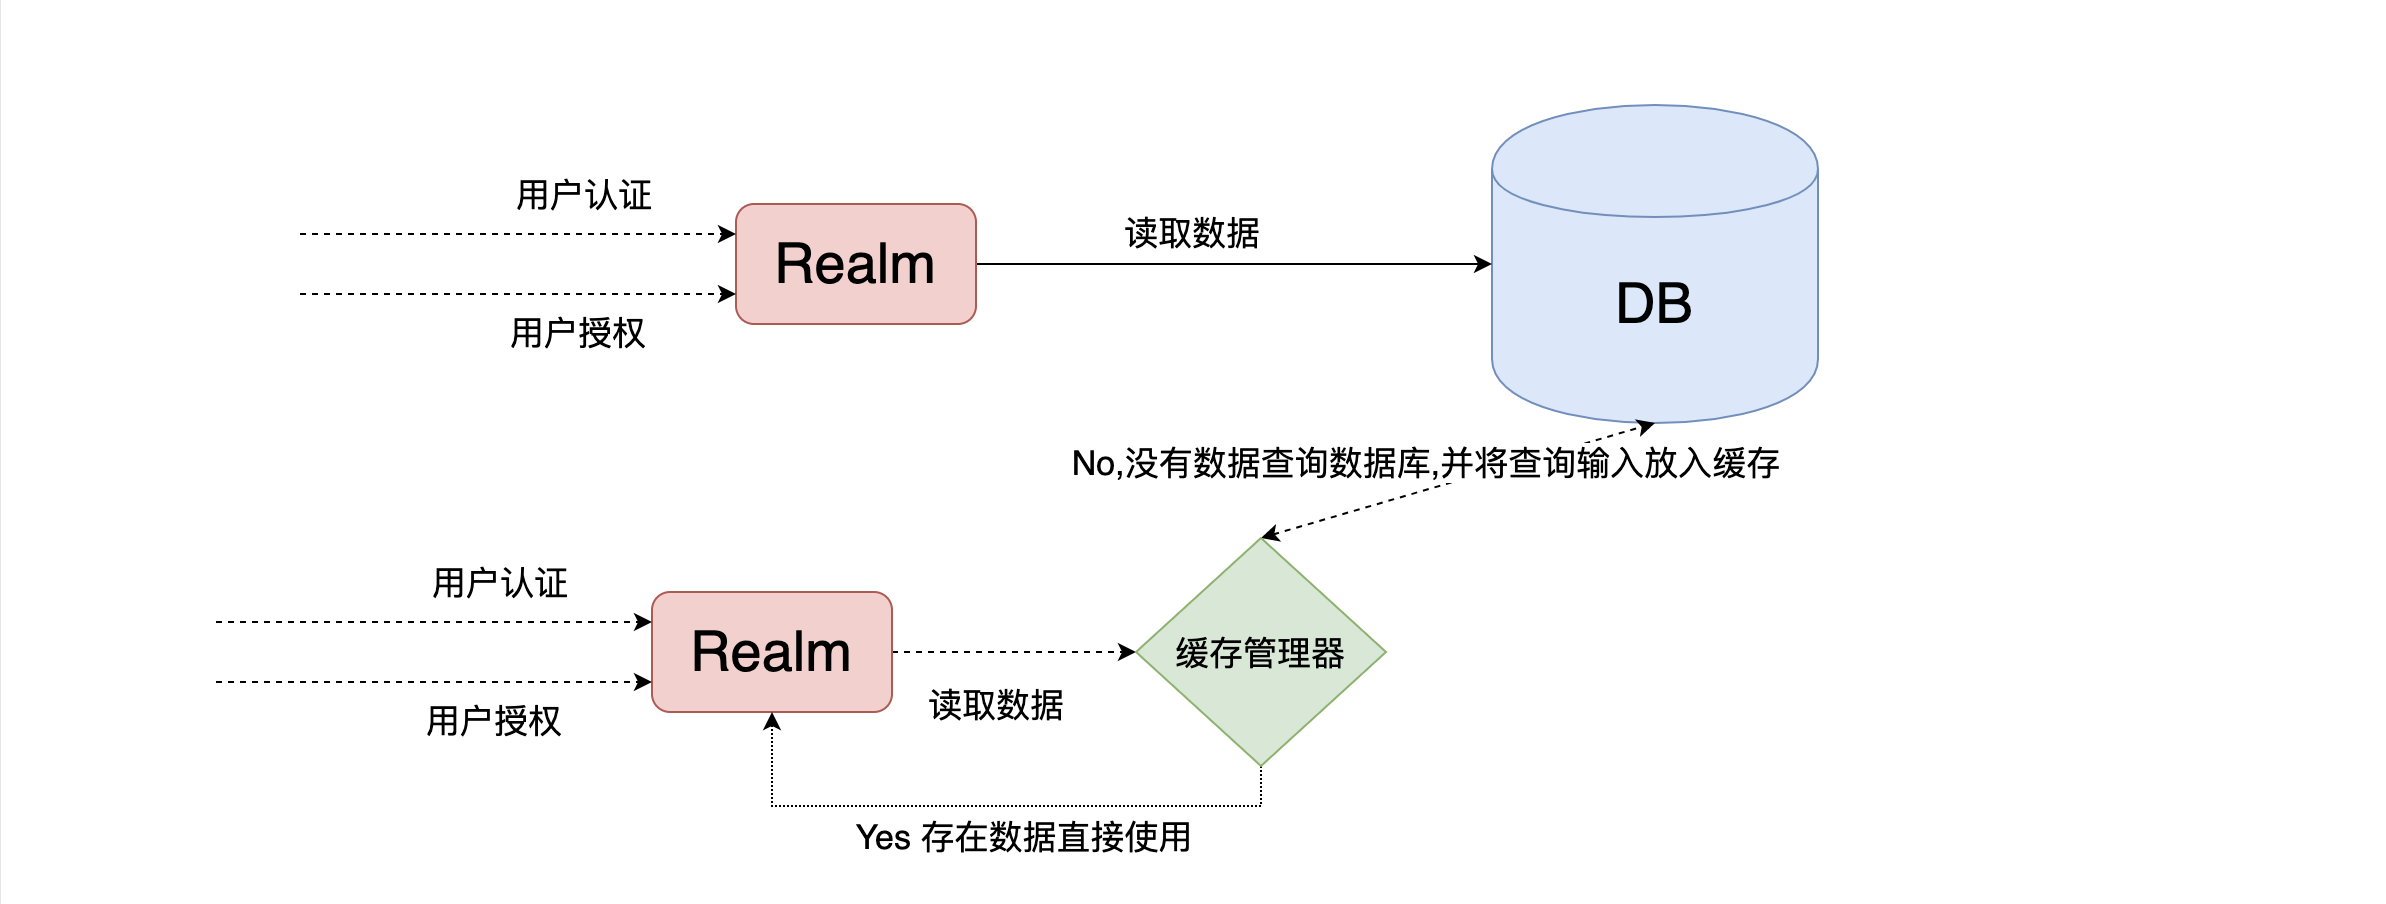 用户认证
Realm
读取数据
用户授权
DB
No,没有数据查询数据库,并将查询输入放入缓存
用户认证
Realm
缓存管理器
用户授权
读取数据
Yes 存在数据直接使用